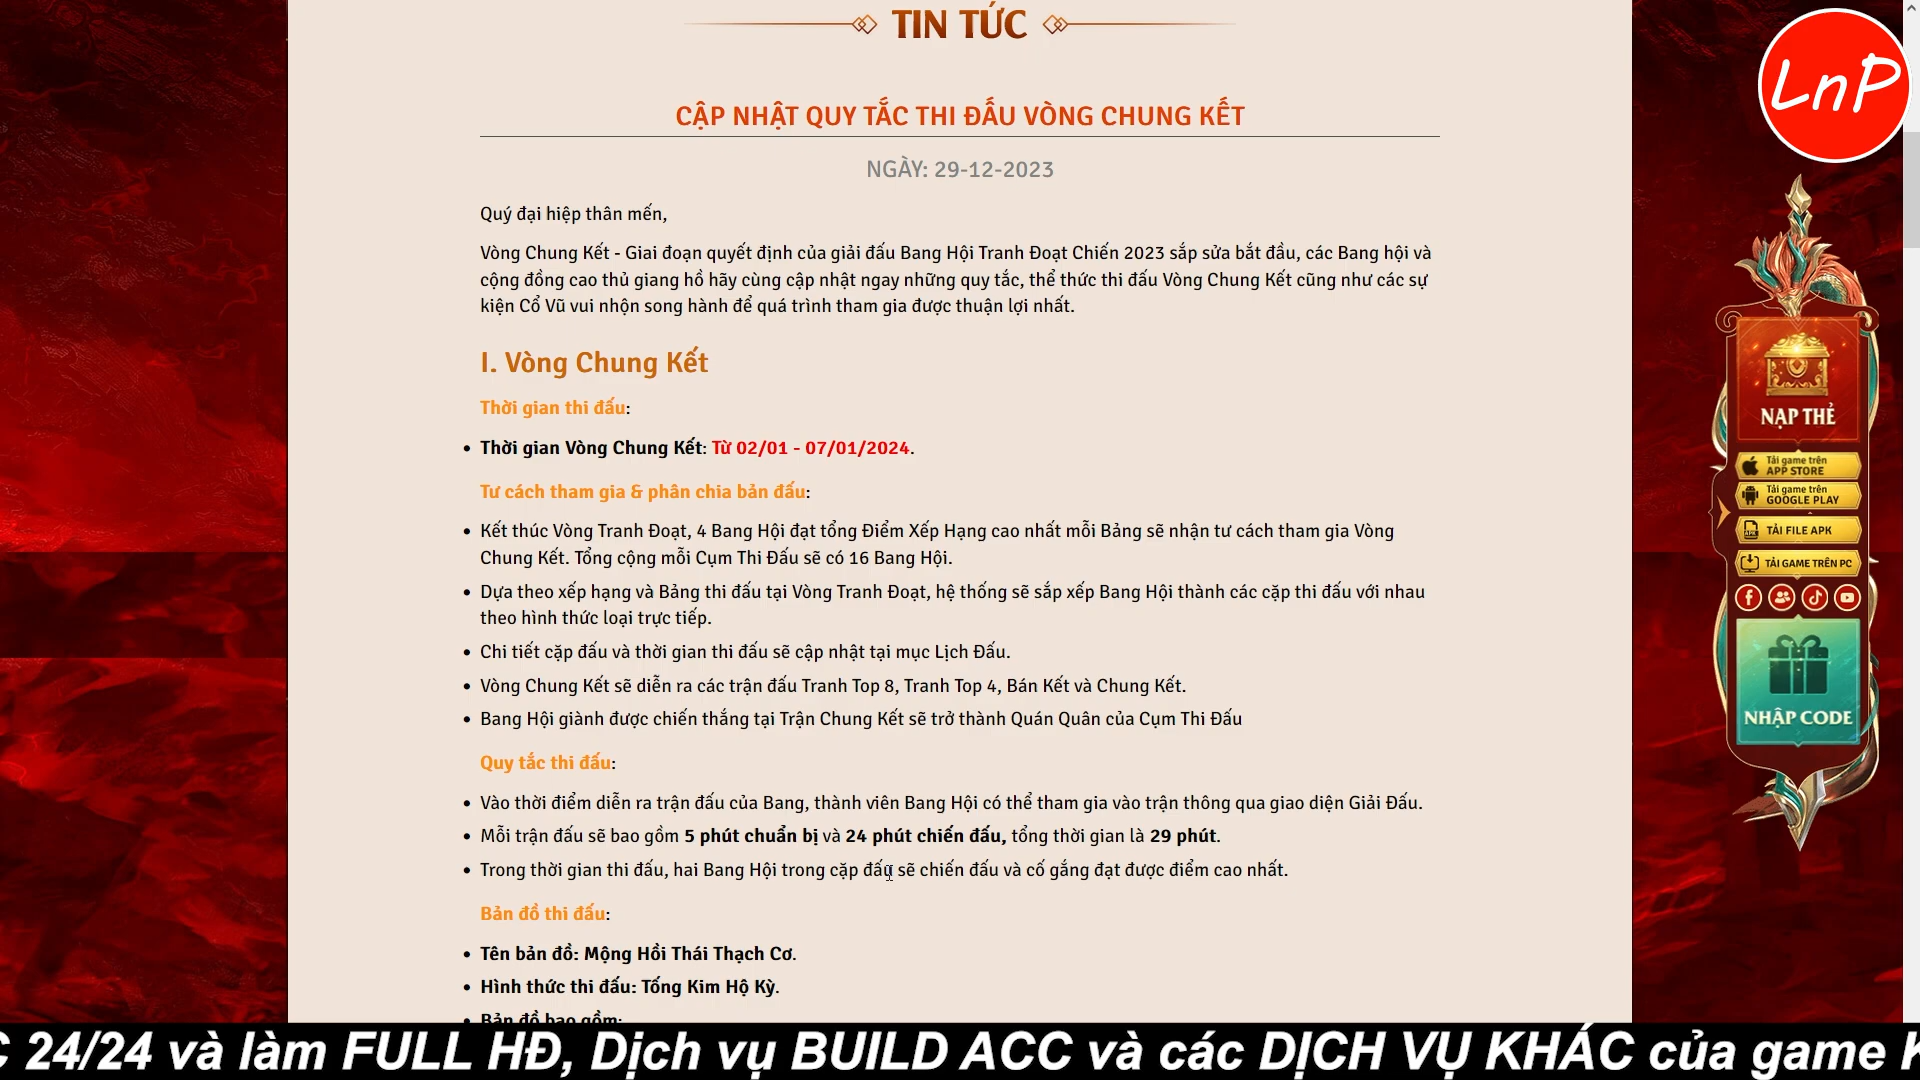 TIN TỨC
LnP
CẬP NHẬT QUY TẮC THI ĐẤU VÒNG CHUNG KẾT
NGÀY: 29-12-2023
Quý đại hiệp thân mến,
Vòng Chung Kết - Giai đoạn quyết định của giải đấu Bang Hội Tranh Đoạt Chiến 2023 sắp sửa bắt đầu, các Bang hội và
cộng đồng cao thủ giang hồ hãy cùng cập nhật ngay những quy tắc, thể thức thi đấu Vòng Chung Kết cũng như các sự
kiện Cổ Vũ vui nhộn song hành để quá trình tham gia được thuận lợi nhất.
I. Vòng Chung Kết
Thời gian thi đấu:
• Thời gian Vòng Chung Kết: Từ 02/01 - 07/01/2024.
Tư cách tham gia & phân chia bản đấu:
• Kết thúc Vòng Tranh Đoạt, 4 Bang Hội đạt tổng Điểm Xếp Hạng cao nhất mỗi Bảng sẽ nhận tư cách tham gia Vòng
Chung Kết. Tổng cộng mỗi Cụm Thi Đấu sẽ có 16 Bang Hội.
• Dựa theo xếp hạng và Bảng thi đấu tại Vòng Tranh Đoạt, hệ thống sẽ sắp xếp Bang Hội thành các cặp thi đấu với nhau
theo hình thức loại trực tiếp.
• Chi tiết cặp đấu và thời gian thi đấu sẽ cập nhật tại mục Lịch Đấu.
• Vòng Chung Kết sẽ diễn ra các trận đấu Tranh Top 8, Tranh Top 4, Bán Kết và Chung Kết.
• Bang Hội giành được chiến thắng tại Trận Chung Kết sẽ trở thành Quán Quân của Cụm Thi Đấu
Quy tắc thi đấu:
• Vào thời điểm diễn ra trận đấu của Bang, thành viên Bang Hội có thể tham gia vào trận thông qua giao diện Giải Đấu.
• Mỗi trận đấu sẽ bao gồm 5 phút chuẩn bị và 24 phút chiến đấu, tổng thời gian là 29 phút.
• Trong thời gian thi đấu, hai Bang Hội trong cặp đấu sẽ chiến đấu và cố gắng đạt được điểm cao nhất.
Bản đồ thi đấu:
• Tên bản đồ: Mộng Hồi Thái Thạch Cơ.
• Hình thức thi đấu: Tống Kim Hộ Kỳ.
• Bản đồ bao gồm:
NẠP THẺ
Tải game trên
APP STORE
Tải game trên
GOOGLE PLAY
TẢI FILE APK
TẢI GAME TRÊN PC
NHẬP CODE
24/24 và làm FULL HĐ, Dịch vụ BUILD ACC và các DỊCH VỤ KHÁC của game